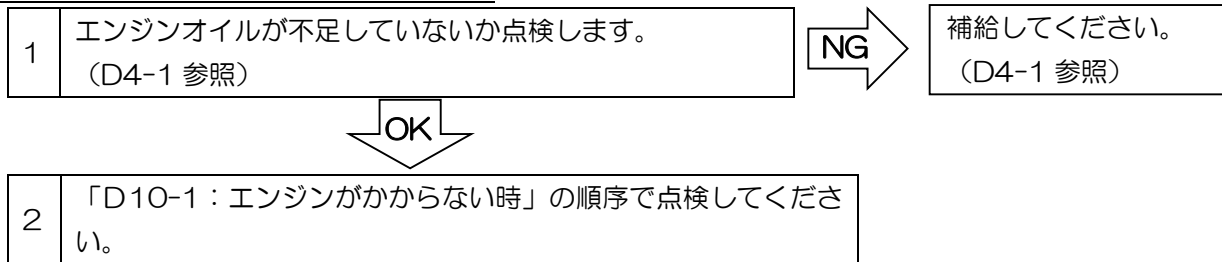 1
エンジンオイルが不足していないか点検します。
（D4-1 参照）
NG
補給してください。
（D4-1 参照）
OK
2
「D10-1：エンジンがかからない時」の順序で点検してくださ
い。